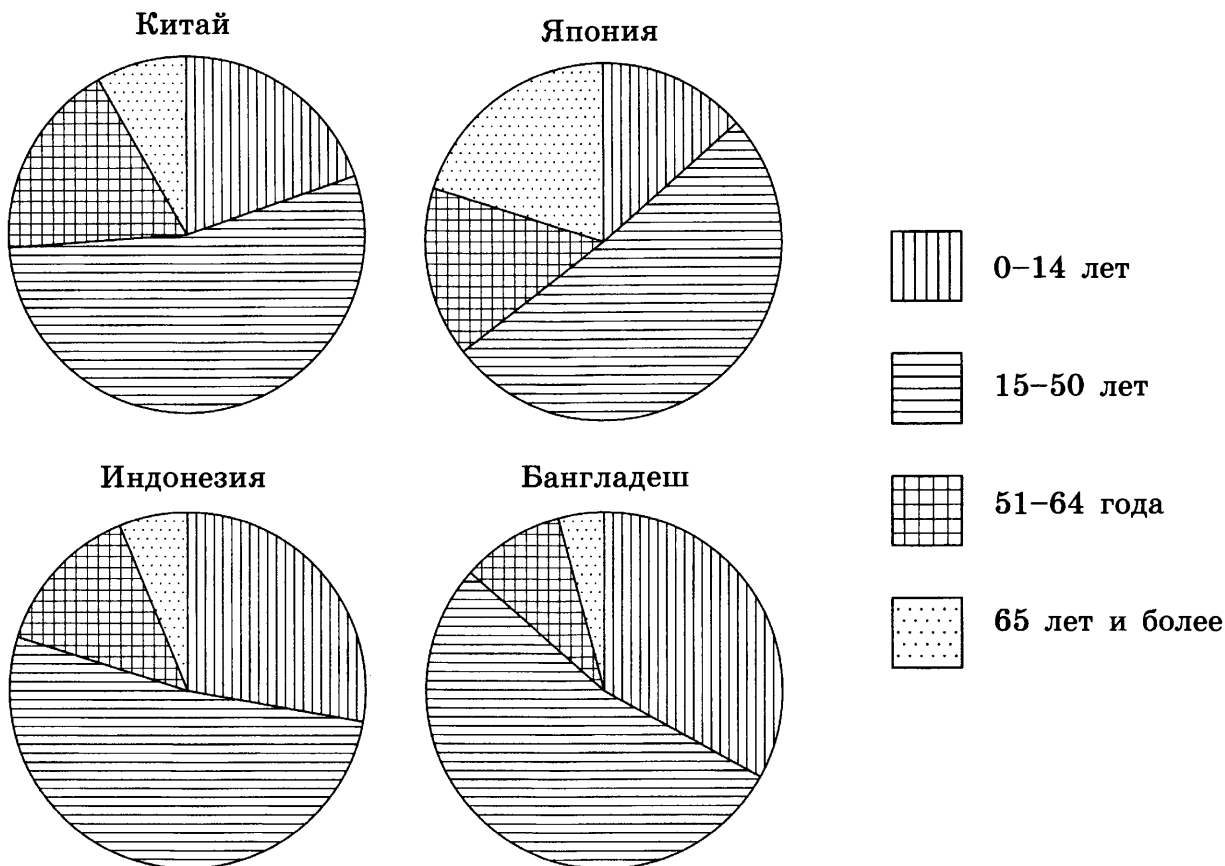 Китай
Япония
Индонезия
Бангладеш
0–14 лет
15–50 лет
51–64 года
65 лет и более